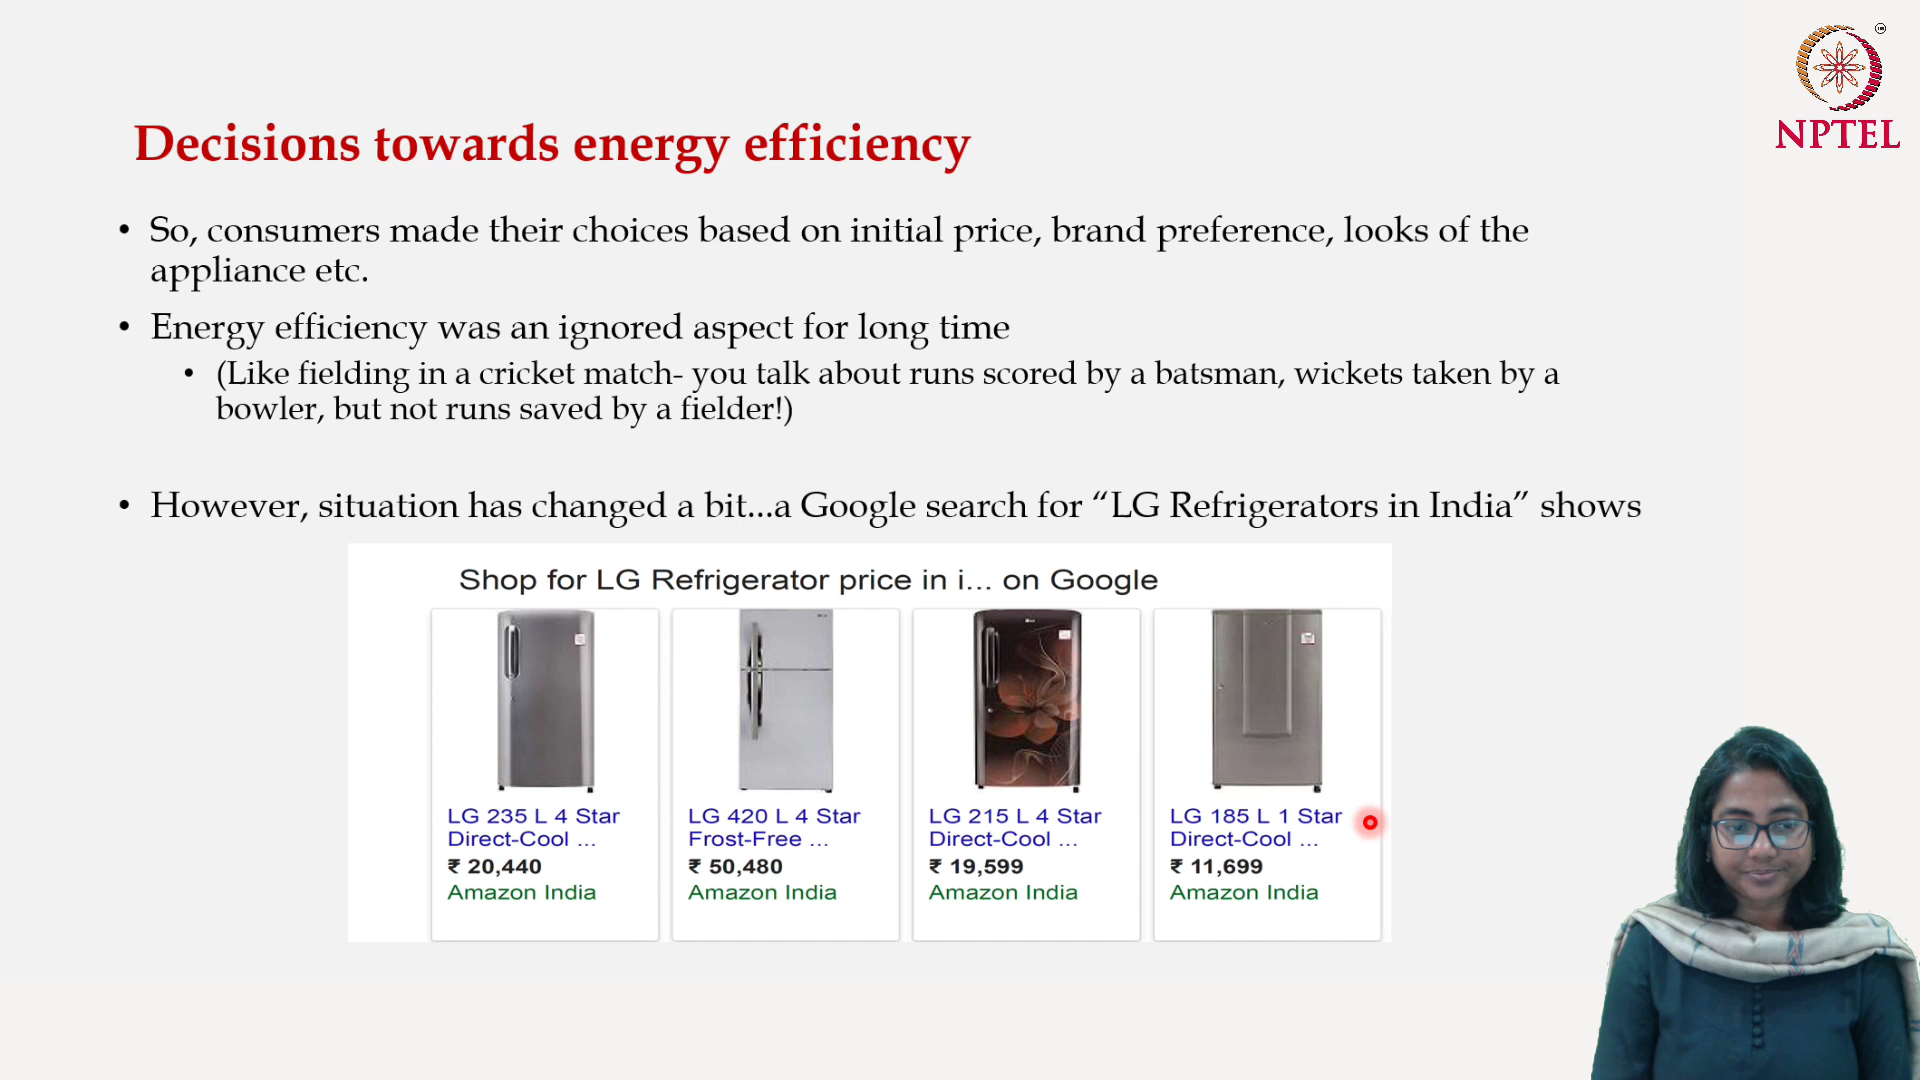 NPTEL
Decisions towards energy efficiency
• So, consumers made their choices based on initial price, brand preference, looks of the
appliance etc.
• Energy efficiency was an ignored aspect for long time
• (Like fielding in a cricket match- you talk about runs scored by a batsman, wickets taken by a
bowler, but not runs saved by a fielder!)
• However, situation has changed a bit...a Google search for “LG Refrigerators in India” shows
Shop for LG Refrigerator price in i... on Google
LG 235 L 4 Star
Direct-Cool ...
₹ 20,440
Amazon India
LG 420 L 4 Star
Frost-Free ...
₹ 50,480
Amazon India
LG 215 L 4 Star
Direct-Cool ...
₹ 19,599
Amazon India
LG 185 L 1 Star
Direct-Cool ...
₹ 11,699
Amazon India